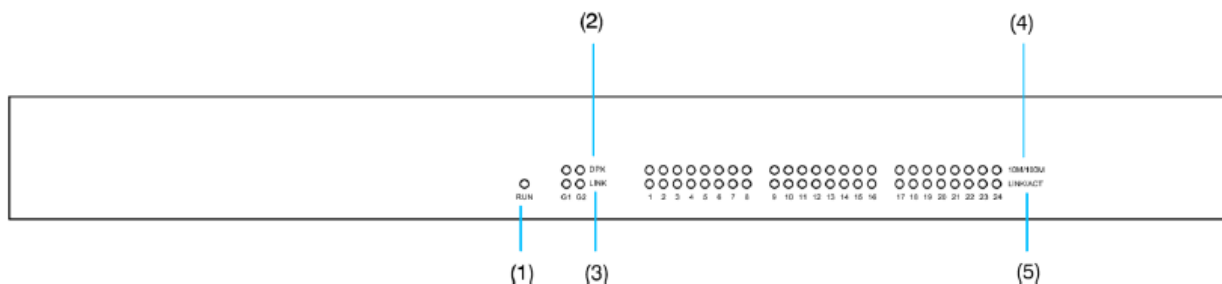 (2) (4)
DPX 10M/100M
LINK LINK/ACT
RUN G1 G2 1 2 3 4 5 6 7 8 9 10 11 12 13 14 15 16 17 18 19 20 21 22 23 24
(1) (3) (5)